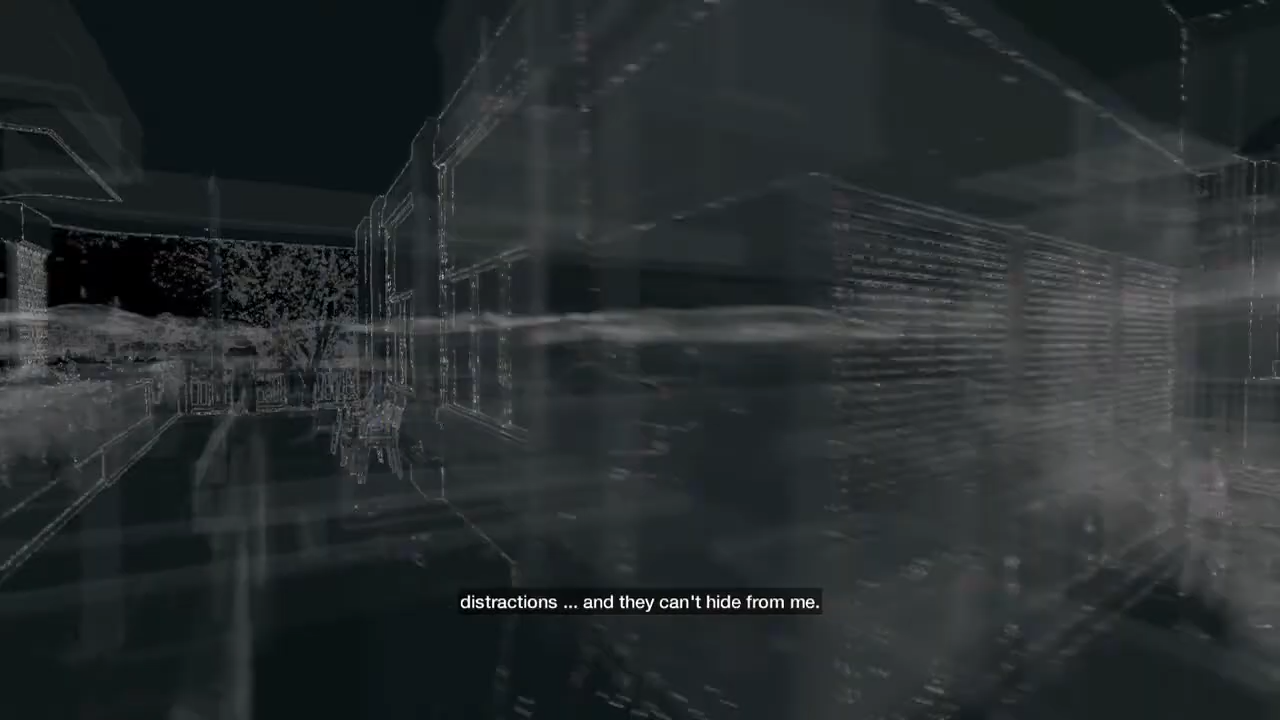 distractions ... and they can't hide from me.